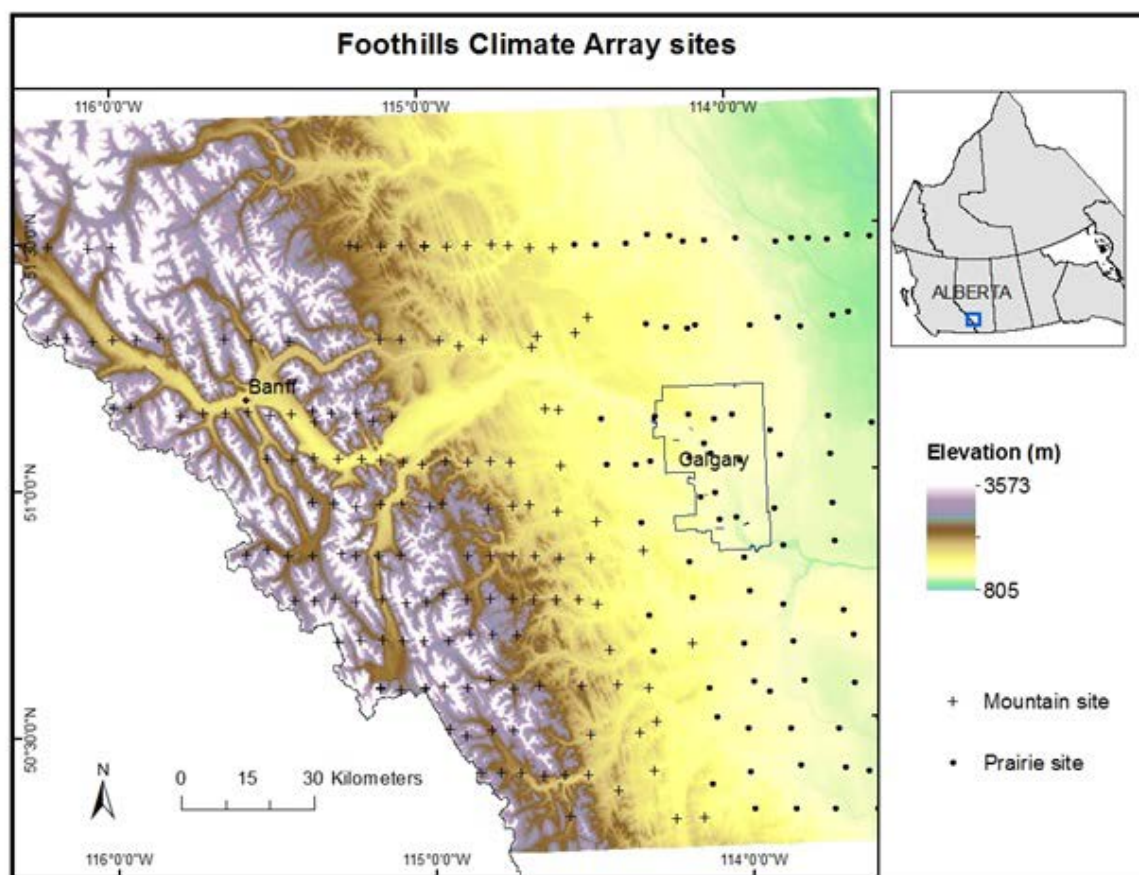 Foothills Climate Array sites
116°0'0"W 115°0'0"W 114°0'0"W
51°30'0"N
51°0'0"N
50°30'0"N
Banff
Calgary
N
0 15 30 Kilometers
116°0'0"W 115°0'0"W 114°0'0"W
ALBERTA
Elevation (m)
3573
805
Mountain site
Prairie site